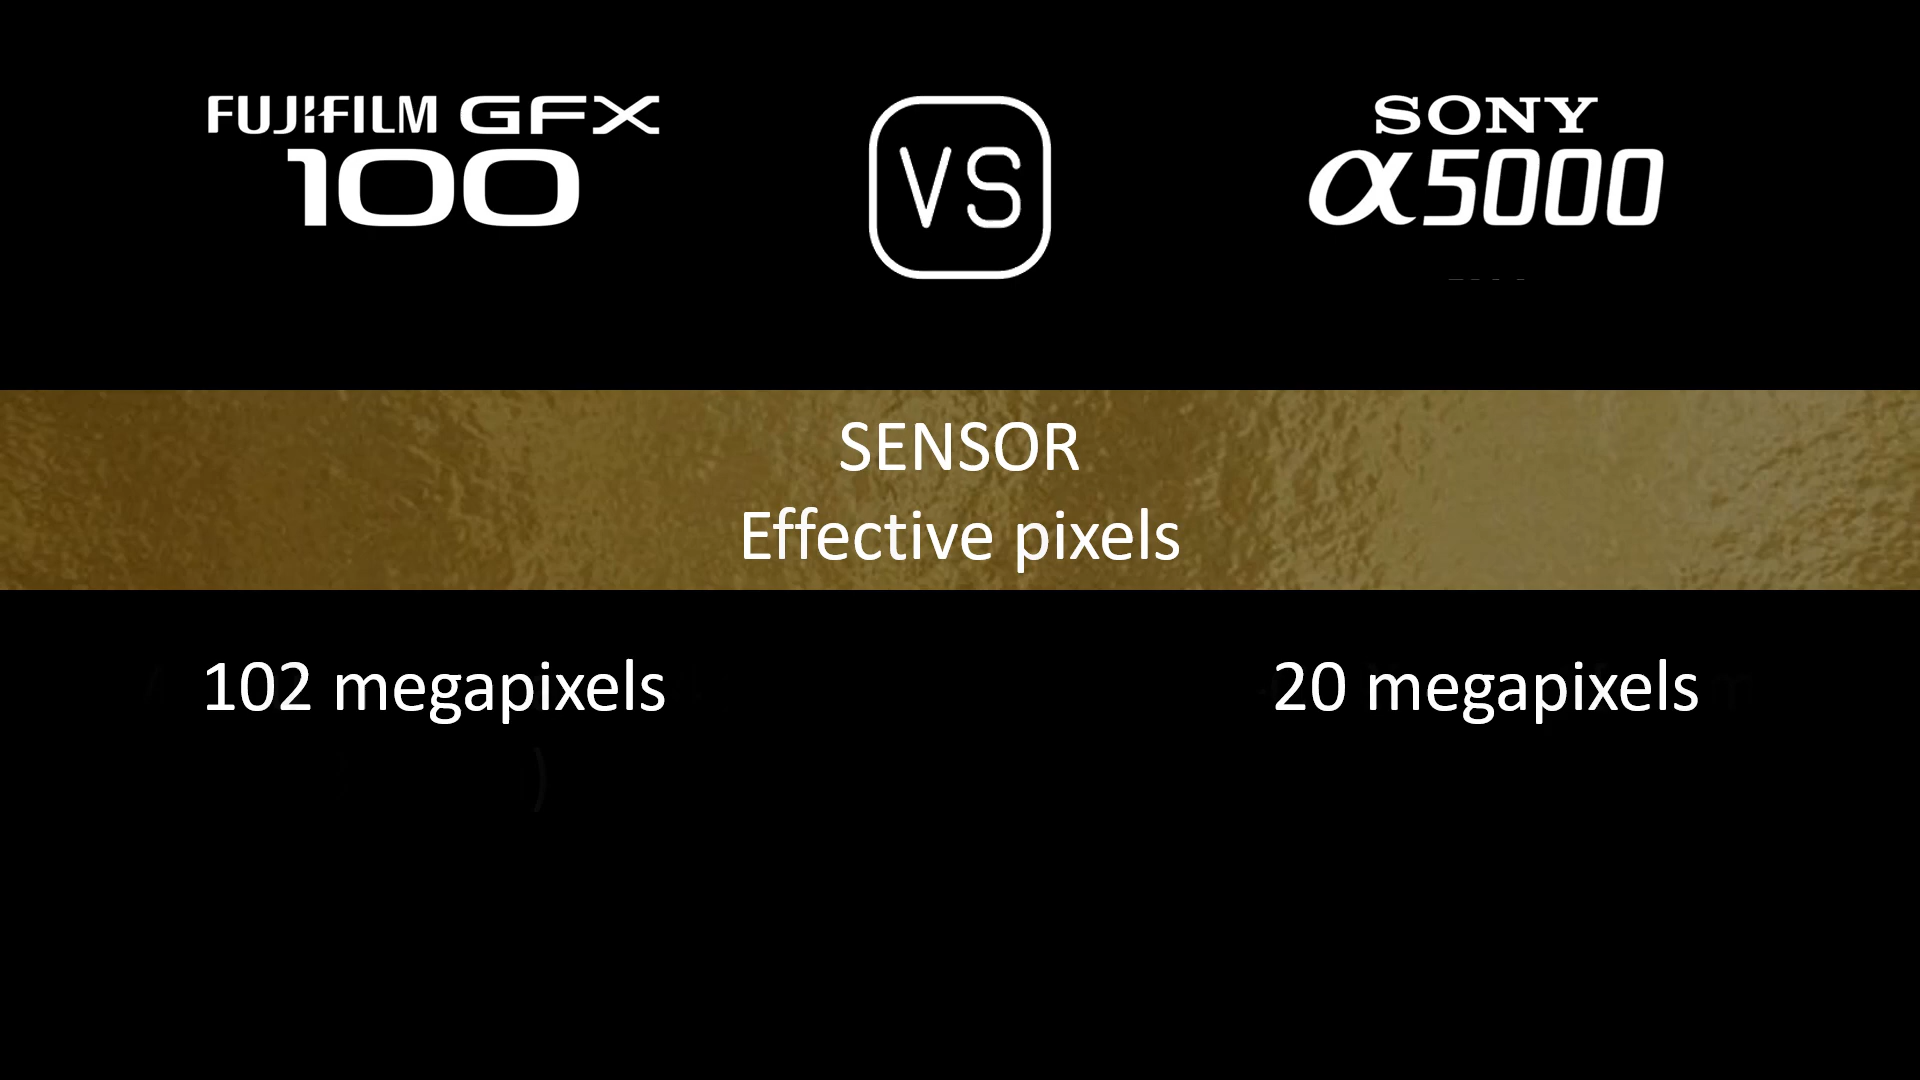 FUJIFILM GFX
100
VS
SONY
α5000
SENSOR
Effective pixels
102 megapixels
20 megapixels
)